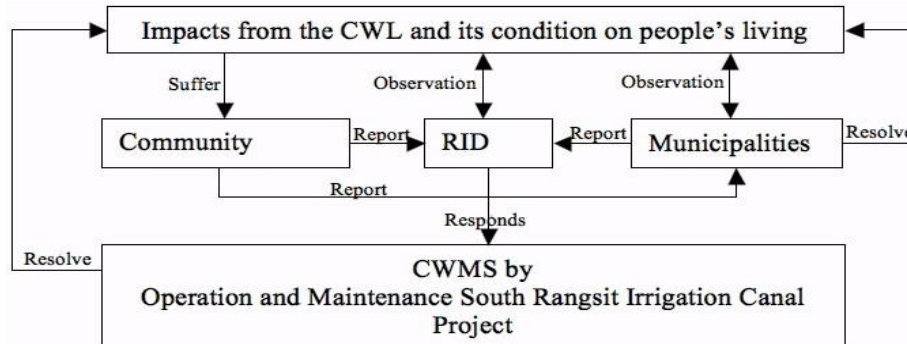 Impacts from the CWL and its condition on people's living
Suffer
Observation
Observation
Community
Report
RID
Report
Municipalities
Resolve
Report
Responds
Resolve
CWMS by
Operation and Maintenance South Rangsit Irrigation Canal
Project